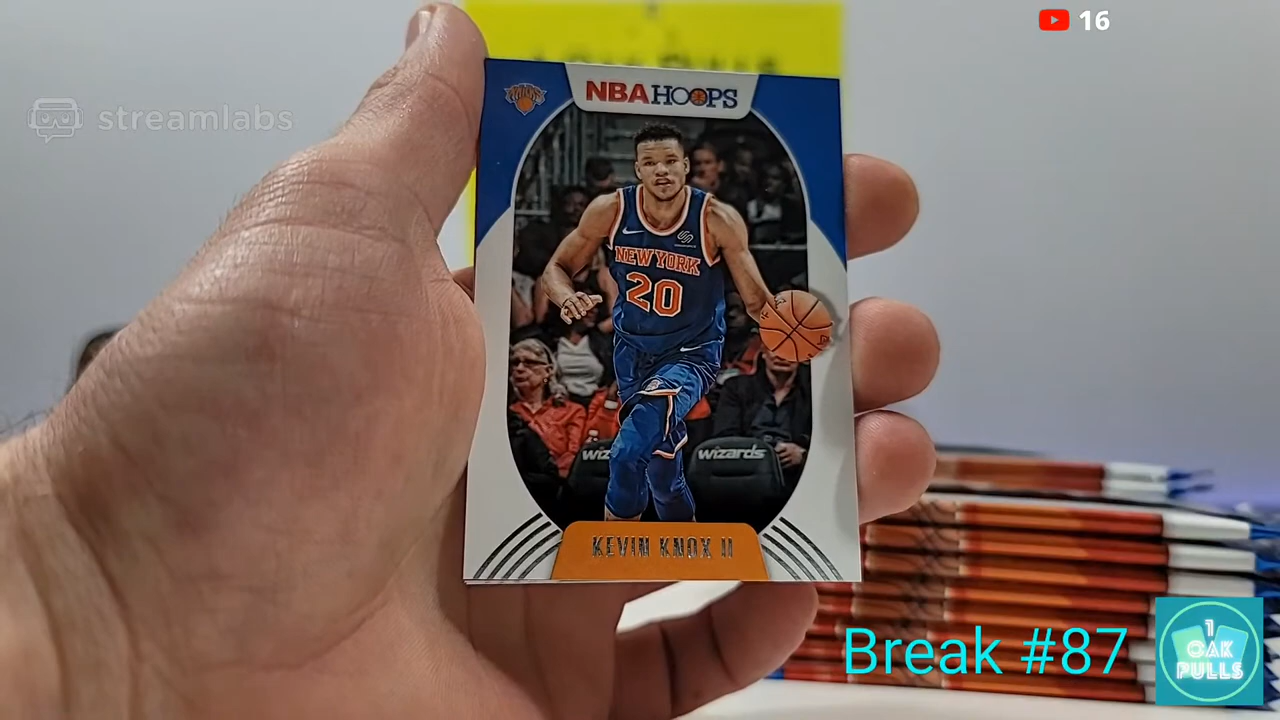 16
streamlabs
NBA HOOPS
NEW YORK
20
wizards
KEVIN KNOX II
Break #87
1
OAK
PULLS